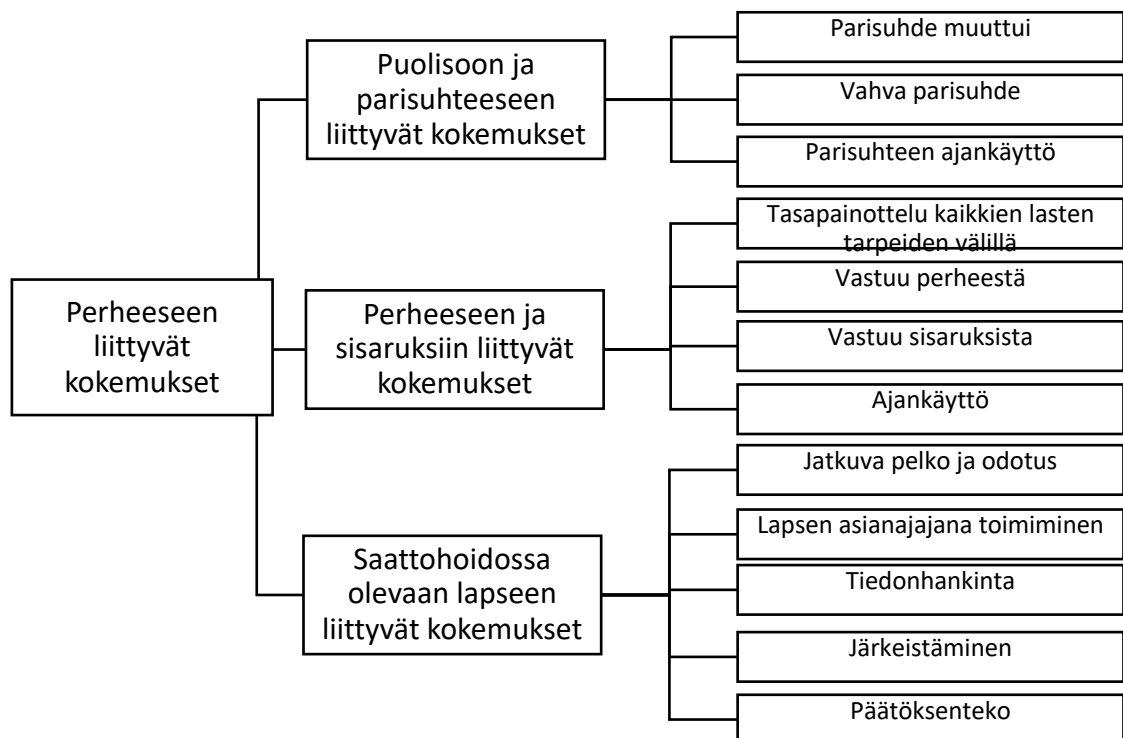 Perheeseen
liittyvät
kokemukset
Puolisoon ja
parisuhteeseen
liittyvät kokemukset
Parisuhde muuttui
Vahva parisuhde
Parisuhteen ajankäyttö
Perheeseen ja
sisaruksiin liittyvät
kokemukset
Tasapainottelu kaikkien lasten
tarpeiden välillä
Vastuu perheestä
Vastuu sisaruksista
Ajankäyttö
Saattohoidossa
olevaan lapseen
liittyvät kokemukset
Jatkuva pelko ja odotus
Lapsen asianajajana toimiminen
Tiedonhankinta
Järkeistäminen
Päätöksenteko